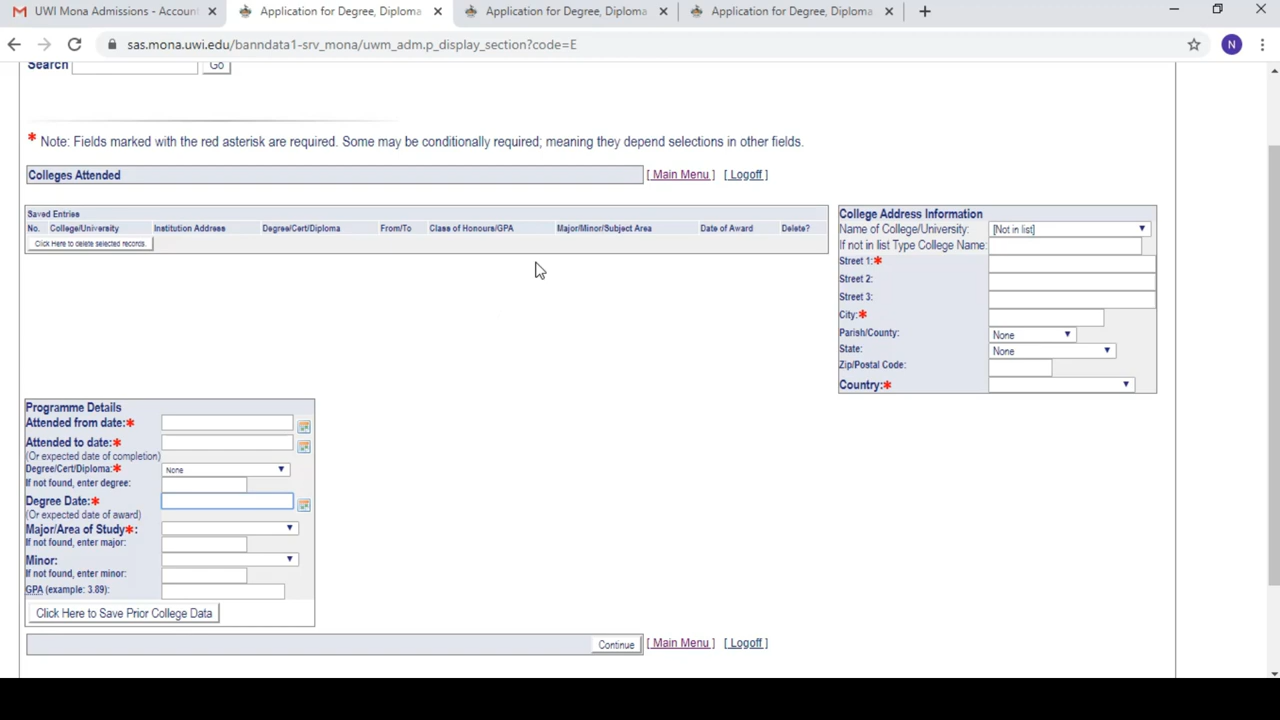 UWI Mona Admissions - Accoun
Application for Degree, Diploma
Application for Degree, Diploma
Application for Degree, Diploma
sas.mona.uwi.edu/banndata1-srv_mona/uwm_adm.p_display_section?code=E
N
Search Go
* Note: Fields marked with the red asterisk are required. Some may be conditionally required; meaning they depend selections in other fields.
Colleges Attended [ Main Menu ] [ Logoff ]
Saved Entries
No. College/University Institution Address Degree/Cert/Diploma From/To Class of Honours/GPA Major/Minor/Subject Area Date of Award Delete?
Click Here to delete selected records.
College Address Information
Name of College/University: [Not in list]
If not in list Type College Name:
Street 1:*
Street 2:
Street 3:
City:*
Parish/County: None
State: None
Zip/Postal Code:
Country:*
Programme Details
Attended from date:*
Attended to date:*
(Or expected date of completion)
Degree/Cert/Diploma:* None
If not found, enter degree:
Degree Date:*
(Or expected date of award)
Major/Area of Study*:
If not found, enter major:
Minor:
If not found, enter minor:
GPA (example: 3.89):
Click Here to Save Prior College Data
Continue [ Main Menu ] [ Logoff ]